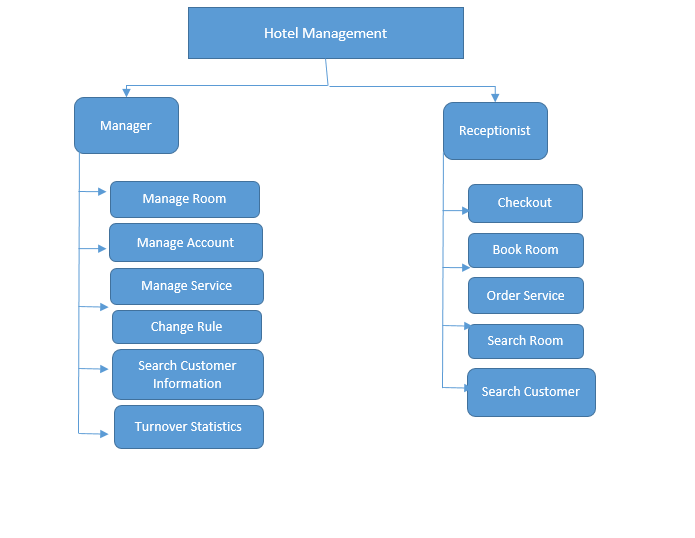 Hotel Management
Manager
Manage Room
Manage Account
Manage Service
Change Rule
Search Customer
Information
Turnover Statistics
Receptionist
Checkout
Book Room
Order Service
Search Room
Search Customer